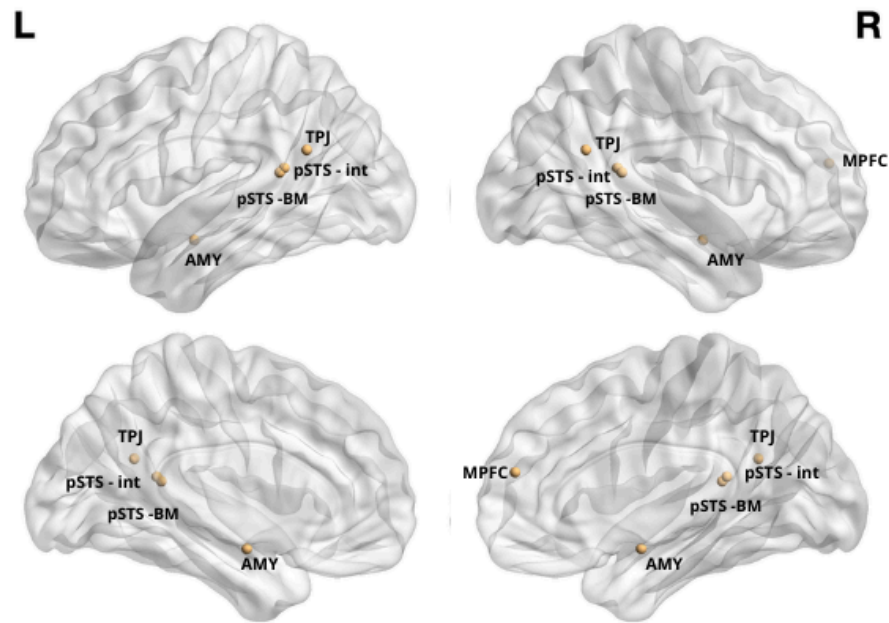 L
R
TPJ
pSTS - int
pSTS -BM
AMY
TPJ
MPFC
pSTS - int
pSTS -BM
AMY
TPJ
pSTS - int
pSTS -BM
AMY
TPJ
MPFC
pSTS - int
pSTS -BM
AMY